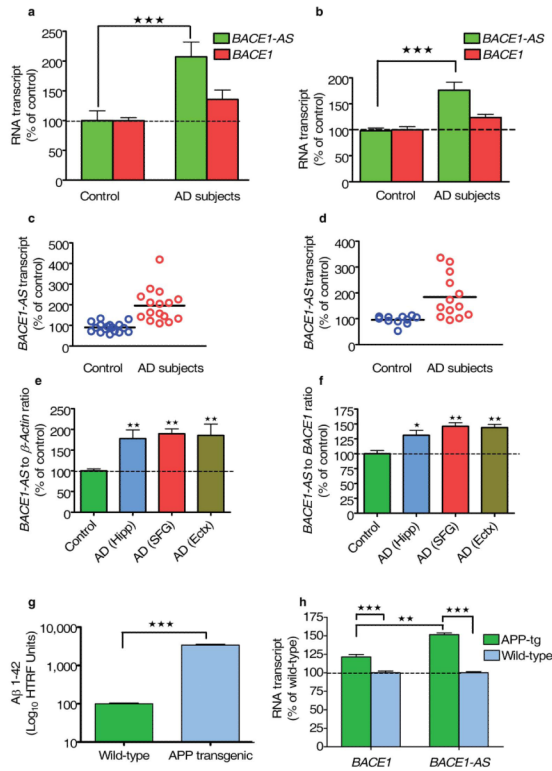 a
★★★
BACE1-AS
BACE1
RNA transcript
(% of control)
250
200
150
100
50
0
Control
AD subjects
b
★★★
BACE1-AS
BACE1
RNA transcript
(% of control)
200
150
100
50
0
Control
AD subjects
c
BACE1-AS transcript
(% of control)
500
400
300
200
100
0
Control
AD subjects
d
BACE1-AS transcript
(% of control)
400
300
200
100
0
Control
AD subjects
e
BACE1-AS to β-Actin ratio
(% of control)
250
200
150
100
50
0
★★
★★
★★
Control
AD (Hipp)
AD (SFG)
AD (Ectx)
f
BACE1-AS to BACE1 ratio
(% of control)
175
150
125
100
75
50
25
0
★
★★
★★
Control
AD (Hipp)
AD (SFG)
AD (Ectx)
g
★★★
Aβ 1-42
(Log10 HTRF Units)
10,000
1,000
100
10
Wild-type
APP transgenic
h
★★★
★★
★★★
APP-tg
Wild-type
RNA transcript
(% of wild-type)
175
150
125
100
75
50
25
0
BACE1
BACE1-AS